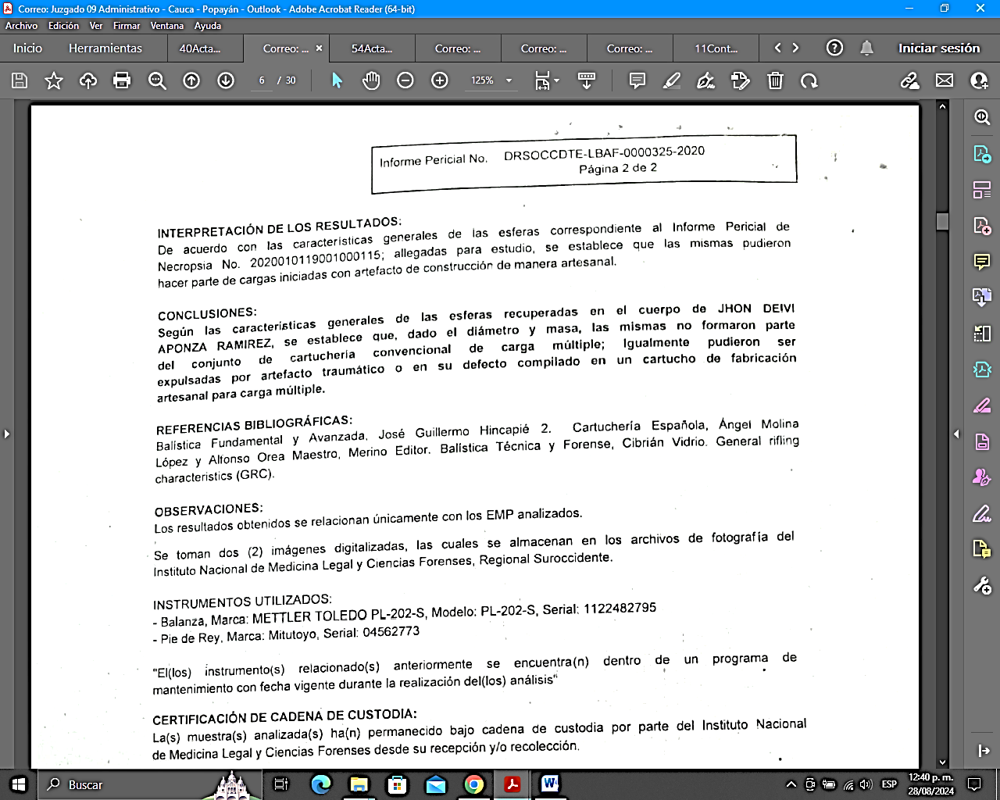 Correo: Juzgado 09 Administrativo - Cauca - Popayán - Outlook - Adobe Acrobat Reader (64-bit)
Archivo Edición Ver Firmar Ventana Ayuda
Inicio Herramientas 40Acta... Correo: ... 54Acta... Correo: ... Correo: ... Correo: ... 11Cont... Iniciar sesión
6 / 30 125%
Informe Pericial No. DRSOCCDTE-LBAF-0000325-2020
Página 2 de 2
INTERPRETACIÓN DE LOS RESULTADOS:
De acuerdo con las características generales de las esferas correspondiente al Informe Pericial de
Necropsia No. 2020010119001000115; allegadas para estudio, se establece que las mismas pudieron
hacer parte de cargas iniciadas con artefacto de construcción de manera artesanal.
CONCLUSIONES:
Según las características generales de las esferas recuperadas en el cuerpo de JHON DEIVI
APONZA RAMIREZ, se establece que, dado el diámetro y masa, las mismas no formaron parte
del conjunto de cartuchería convencional de carga múltiple; Igualmente pudieron ser
expulsadas por artefacto traumático o en su defecto compilado en un cartucho de fabricación
artesanal para carga múltiple.
REFERENCIAS BIBLIOGRÁFICAS:
Balística Fundamental y Avanzada, José Guillermo Hincapié 2. Cartuchería Española, Ángel Molina
López y Alfonso Orea Maestro, Merino Editor. Balística Técnica y Forense, Cibrián Vidrio. General rifling
characteristics (GRC).
OBSERVACIONES:
Los resultados obtenidos se relacionan únicamente con los EMP analizados.
Se toman dos (2) imágenes digitalizadas, las cuales se almacenan en los archivos de fotografía del
Instituto Nacional de Medicina Legal y Ciencias Forenses, Regional Suroccidente.
INSTRUMENTOS UTILIZADOS:
- Balanza, Marca: METTLER TOLEDO PL-202-S, Modelo: PL-202-S, Serial: 1122482795
- Pie de Rey, Marca: Mitutoyo, Serial: 04562773
"El(los) instrumento(s) relacionado(s) anteriormente se encuentra(n) dentro de un programa de
mantenimiento con fecha vigente durante la realización del(los) análisis"
CERTIFICACIÓN DE CADENA DE CUSTODIA:
La(s) muestra(s) analizada(s) ha(n) permanecido bajo cadena de custodia por parte del Instituto Nacional
de Medicina Legal y Ciencias Forenses desde su recepción y/o recolección.
Buscar
ESP
12:40 p. m.
28/08/2024